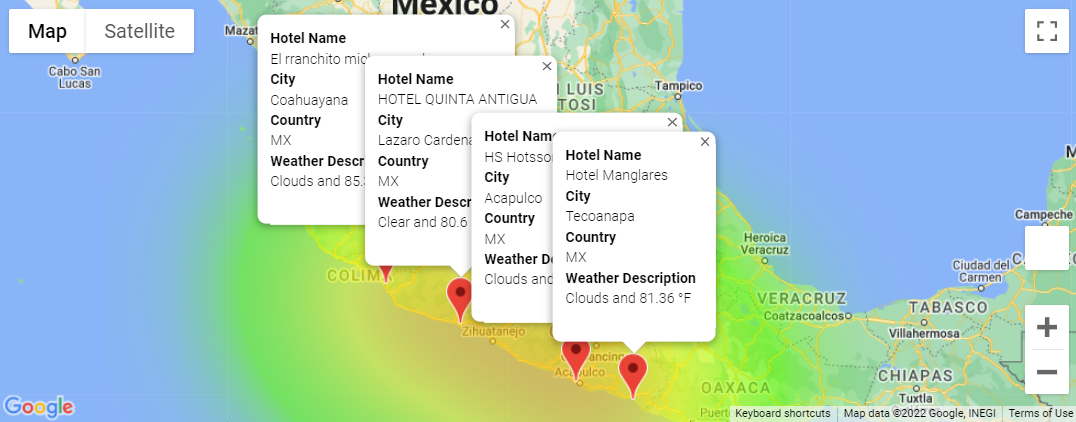 Map
Satellite
Mexico
Mazat
Cabo San
Lucas
Hotel Name
El rranchito
City
Coahuayana
Country
MX
Weather Descr
Clouds and 85.
Hotel Name
HOTEL QUINTA ANTIGUA
City
Lazaro Cardena
Country
MX
Weather Descr
Clear and 80.6
Hotel Name
HS Hotsso
City
Acapulco
Country
MX
Weather De
Clouds and
Hotel Name
Hotel Manglares
City
Tecoanapa
Country
MX
Weather Description
Clouds and 81.36 °F
N LUIS
TOSI
Tampico
COLIMA
Zihuatanejo
ancin
Acapulco
Heroica
Veracruz
VERACRUZ
Coatzacoalcos
Campeche
Ciudad del
Carmen
TABASCO
Villahermosa
CHIAPAS
Tuxtla
OAXACA
Puert
Google
Keyboard shortcuts
Map data ©2022 Google, INEGI
Terms of Use